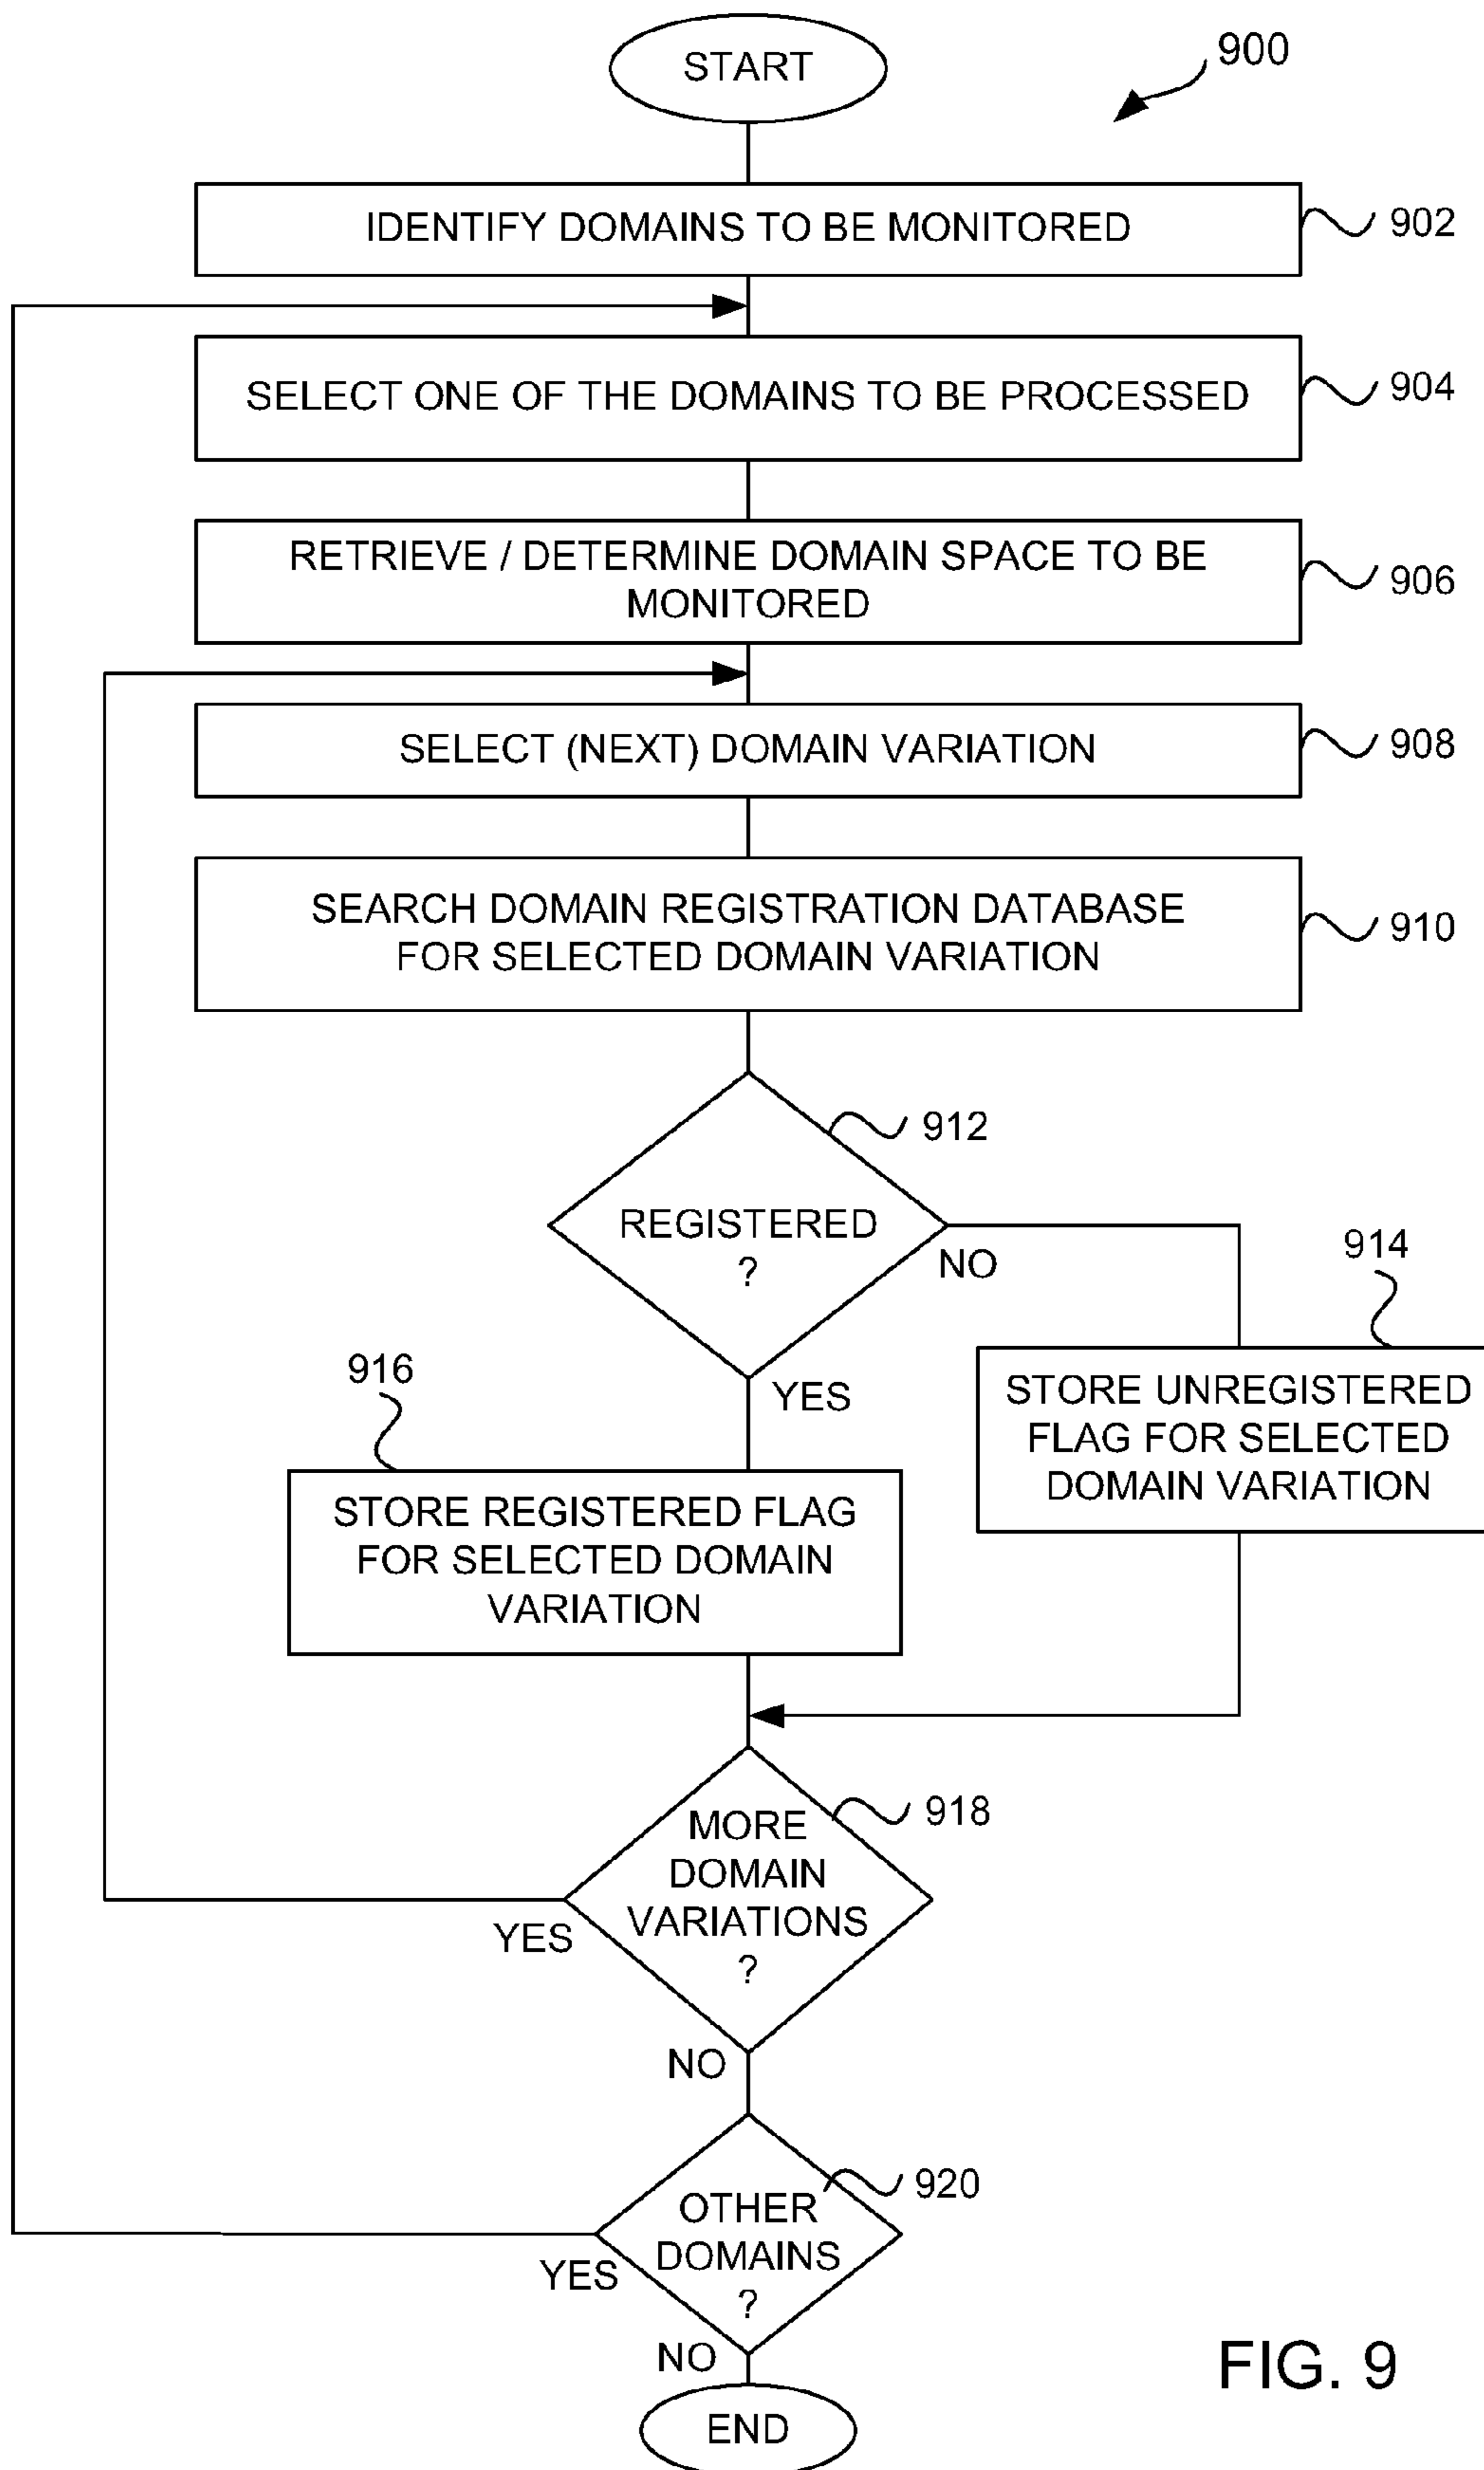 START
900
IDENTIFY DOMAINS TO BE MONITORED
902
SELECT ONE OF THE DOMAINS TO BE PROCESSED
904
RETRIEVE / DETERMINE DOMAIN SPACE TO BE
MONITORED
906
SELECT (NEXT) DOMAIN VARIATION
908
SEARCH DOMAIN REGISTRATION DATABASE
FOR SELECTED DOMAIN VARIATION
910
912
REGISTERED
?
NO
YES
914
STORE UNREGISTERED
FLAG FOR SELECTED
DOMAIN VARIATION
916
STORE REGISTERED FLAG
FOR SELECTED DOMAIN
VARIATION
918
MORE
DOMAIN
VARIATIONS
?
YES
NO
920
OTHER
DOMAINS
?
YES
NO
END
FIG. 9